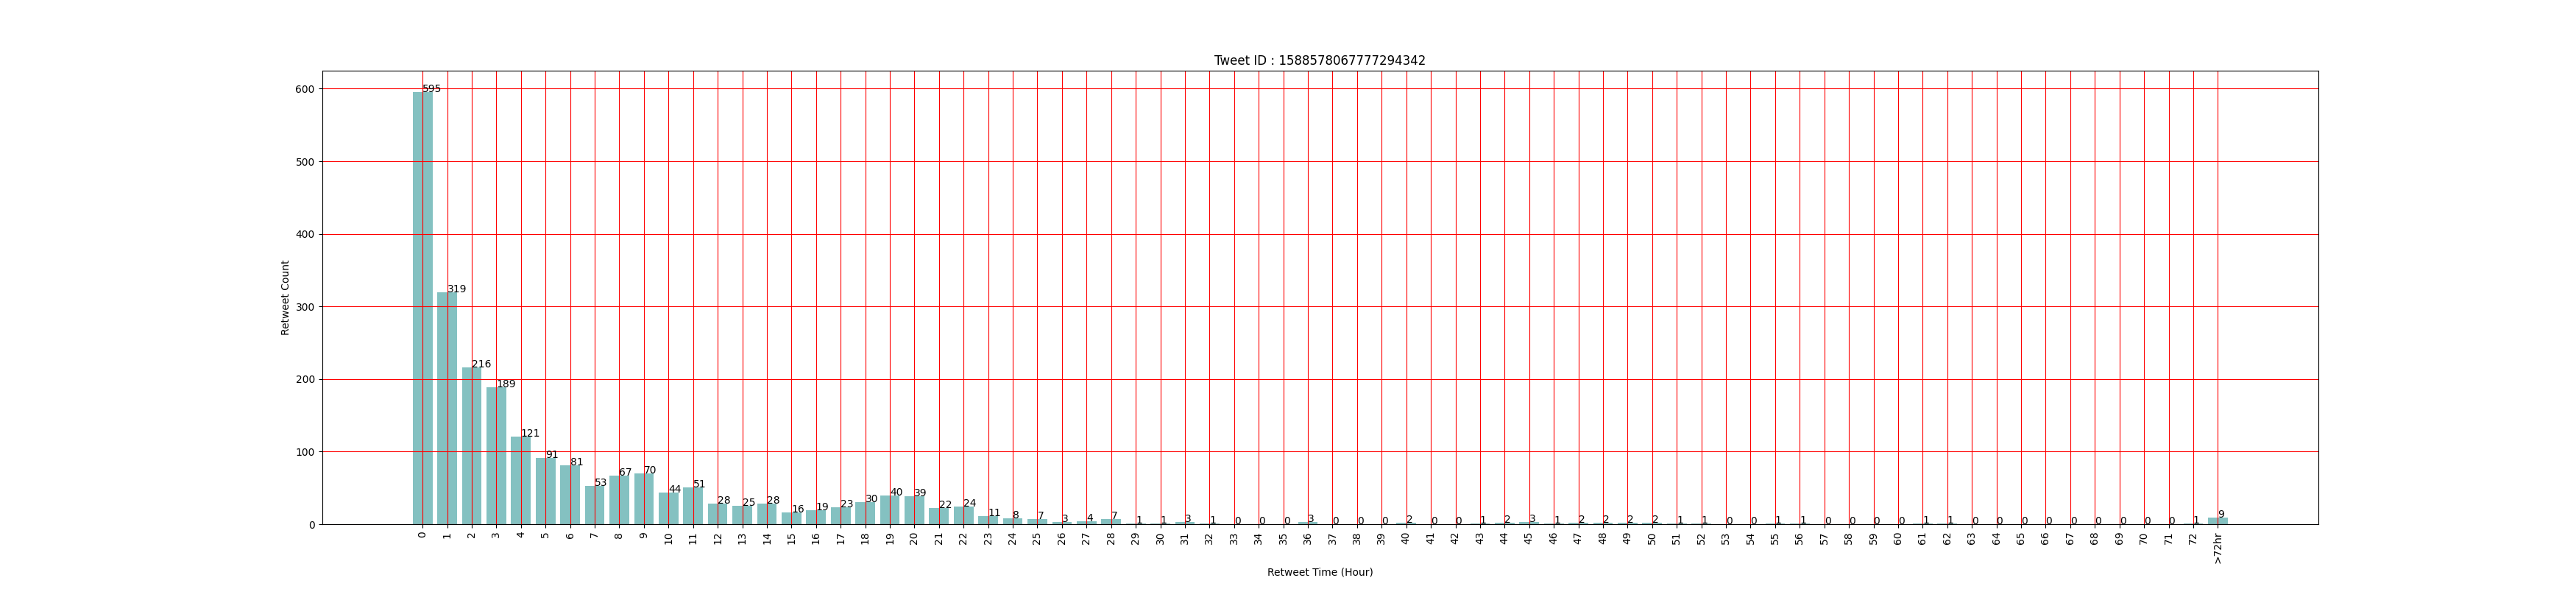 Tweet ID : 1588578067777294342
Retweet Count
600
500
400
300
200
100
0
595 319 216 189 121 91 81 53 67 70 44 51 28 25 28 16 19 23 30 40 39 22 24 11 8 7 3 4 7 1 1 3 1 0 0 0 3 0 0 0 2 0 0 1 2 3 1 2 2 2 2 1 1 0 0 1 1 0 0 0 0 1 1 0 0 0 0 0 0 0 0 0 1 9
0 1 2 3 4 5 6 7 8 9 10 11 12 13 14 15 16 17 18 19 20 21 22 23 24 25 26 27 28 29 30 31 32 33 34 35 36 37 38 39 40 41 42 43 44 45 46 47 48 49 50 51 52 53 54 55 56 57 58 59 60 61 62 63 64 65 66 67 68 69 70 71 72 >72hr
Retweet Time (Hour)